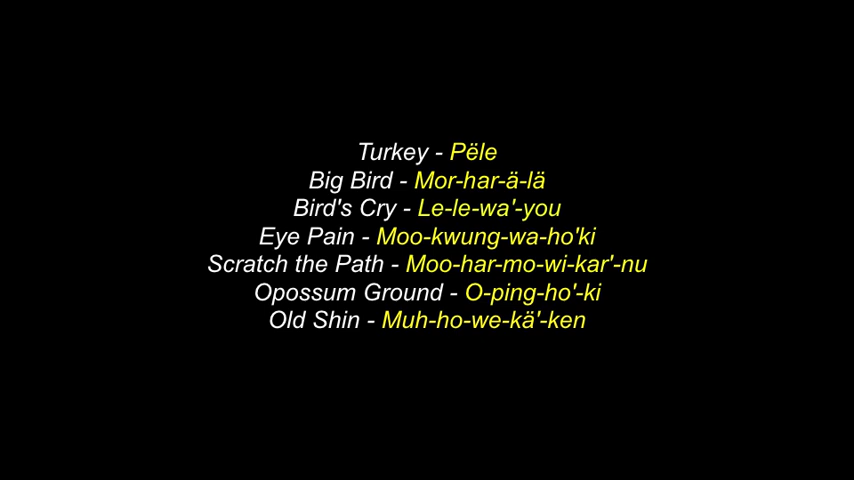 Turkey - Pële
Big Bird - Mor-har-ä-lä
Bird's Cry - Le-le-wa'-you
Eye Pain - Moo-kwung-wa-ho'ki
Scratch the Path - Moo-har-mo-wi-kar'-nu
Opossum Ground - O-ping-ho'-ki
Old Shin - Muh-ho-we-kä'-ken